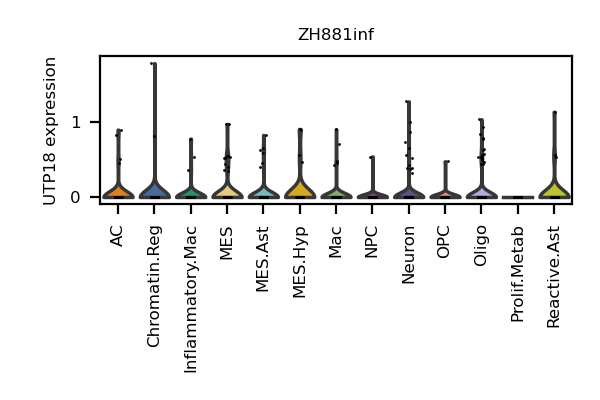 ZH881inf
UTP18 expression
1
0
AC
Chromatin.Reg
Inflammatory.Mac
MES
MES.Ast
MES.Hyp
Mac
NPC
Neuron
OPC
Oligo
Prolif.Metab
Reactive.Ast